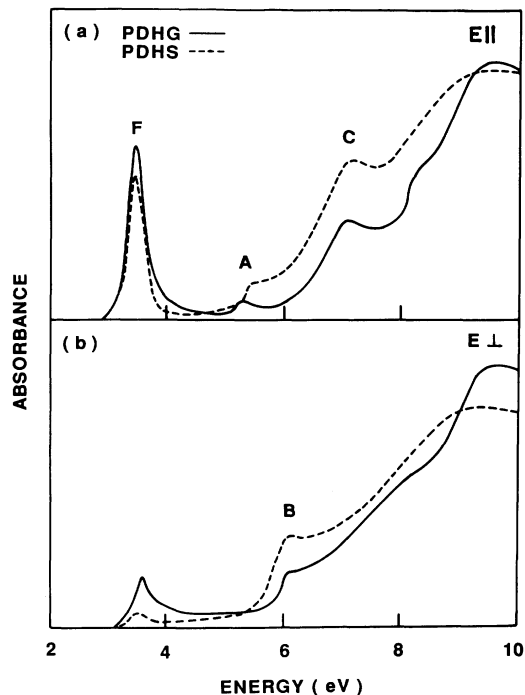 (a) PDHG E||
PDHS
F
C
A
ABSORBANCE
(b) E ⊥
B
2 4 6 8 10
ENERGY (eV)